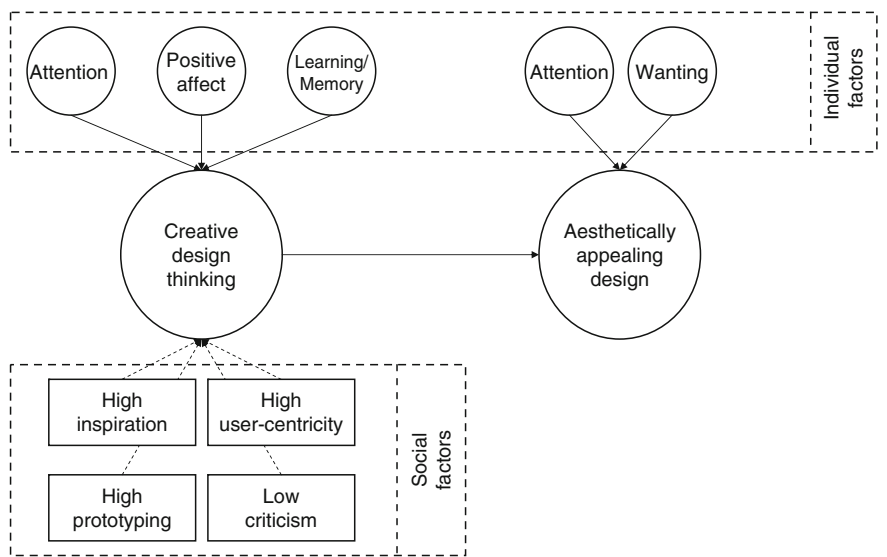 Attention
Positive
affect
Learning/
Memory
Attention
Wanting
Individual
factors
Creative
design
thinking
Aesthetically
appealing
design
High
inspiration
High
user-centricity
High
prototyping
Low
criticism
Social
factors